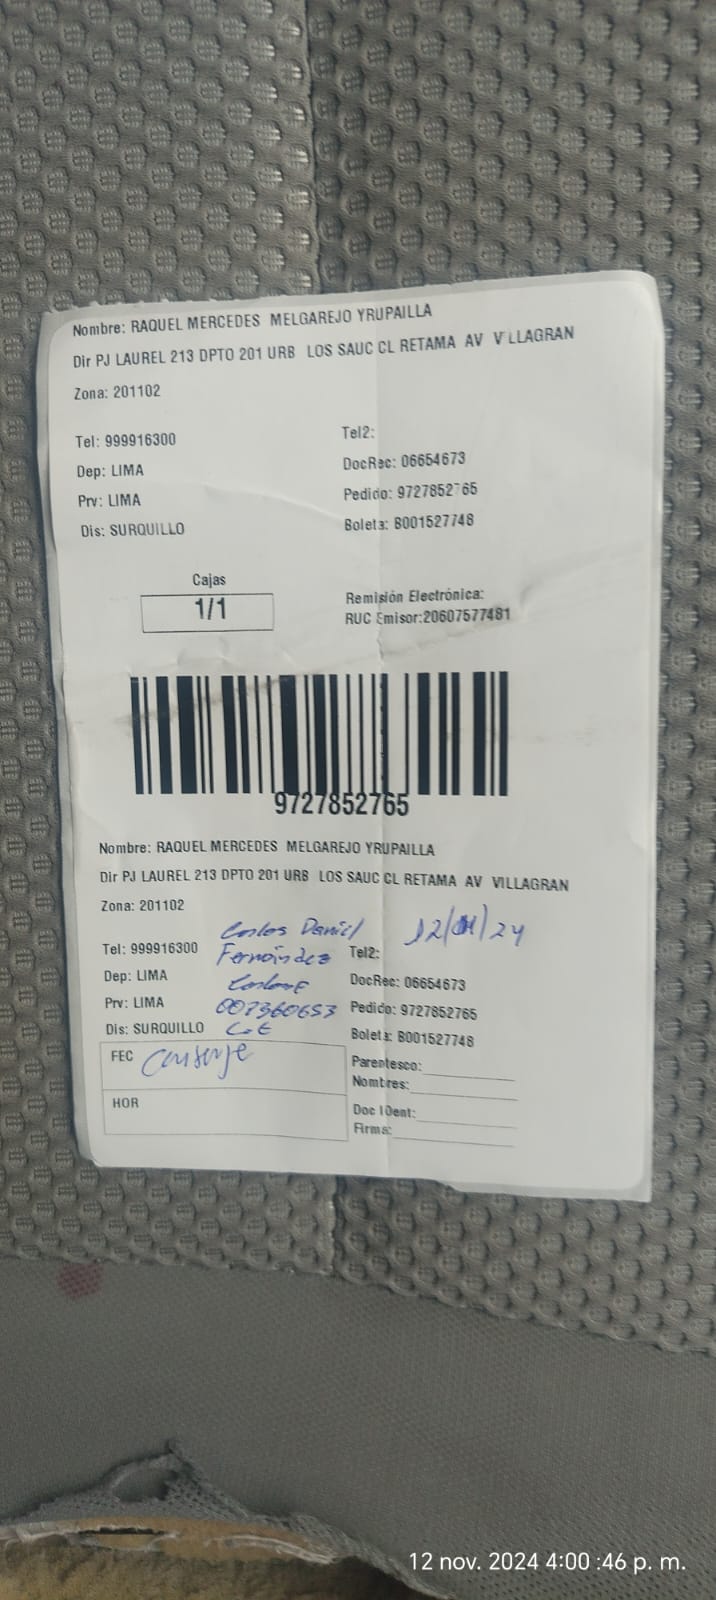 Nombre: RAQUEL MERCEDES MELGAREJO YRUPAILLA
Dir PJ LAUREL 213 DPTO 201 URB LOS SAUC CL RETAMA AV VILLAGRAN
Zona: 201102
Tel: 999916300 Tel2:
Dep: LIMA DocRec: 06654673
Prv: LIMA Pedido: 9727852765
Dis: SURQUILLO Boleta: B001527748
Cajas
1/1
Remisión Electrónica:
RUC Emisor:20607577481
9727852765
Nombre: RAQUEL MERCEDES MELGAREJO YRUPAILLA
Dir PJ LAUREL 213 DPTO 201 URB LOS SAUC CL RETAMA AV VILLAGRAN
Zona: 201102
Carlos Daniel 12/11/24
Tel: 999916300 Fernández Tel2:
Dep: LIMA DocRec: 06654673
Prv: LIMA 007360653 Pedido: 9727852765
Dis: SURQUILLO C.E Boleta: B001527748
FEC Conserje Parentesco:
Nombres:
HOR Doc IDent:
Firma:
12 nov. 2024 4:00 :46 p. m.